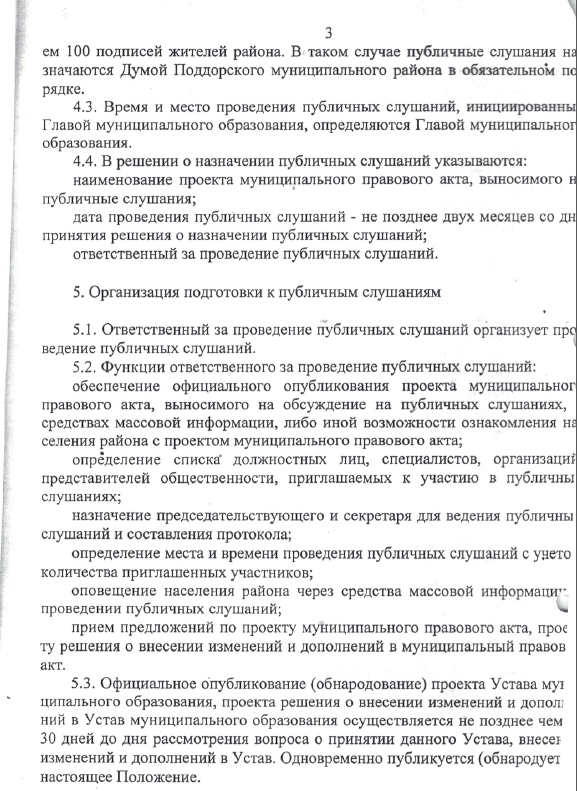 3
ем 100 подписей жителей района. В таком случае публичные слушания на
значаются Думой Поддорского муниципального района в обязательном по
рядке.
4.3. Время и место проведения публичных слушаний, инициированны
Главой муниципального образования, определяются Главой муниципальног
образования.
4.4. В решении о назначении публичных слушаний указываются:
наименование проекта муниципального правового акта, выносимого н
публичные слушания;
дата проведения публичных слушаний - не позднее двух месяцев со дн
принятия решения о назначении публичных слушаний;
ответственный за проведение публичных слушаний.
5. Организация подготовки к публичным слушаниям
5.1. Ответственный за проведение публичных слушаний организует про
ведение публичных слушаний.
5.2. Функции ответственного за проведение публичных слушаний:
обеспечение официального опубликования проекта муниципальног
правового акта, выносимого на обсуждение на публичных слушаниях,
средствах массовой информации, либо иной возможности ознакомления на
селения района с проектом муниципального правового акта;
определение списка должностных лиц, специалистов, организаций
представителей общественности, приглашаемых к участию в публичны
слушаниях;
назначение председательствующего и секретаря для ведения публичны
слушаний и составления протокола;
определение места и времени проведения публичных слушаний с учето
количества приглашенных участников;
оповещение населения района через средства массовой информации
проведении публичных слушаний;
прием предложений по проекту муниципального правового акта, прое
ту решения о внесении изменений и дополнений в муниципальный правов
акт.
5.3. Официальное опубликование (обнародование) проекта Устава мун
ципального образования, проекта решения о внесении изменений и допол
ний в Устав муниципального образования осуществляется не позднее чем
30 дней до дня рассмотрения вопроса о принятии данного Устава, внесен
изменений и дополнений в Устав. Одновременно публикуется (обнародует
настоящее Положение.